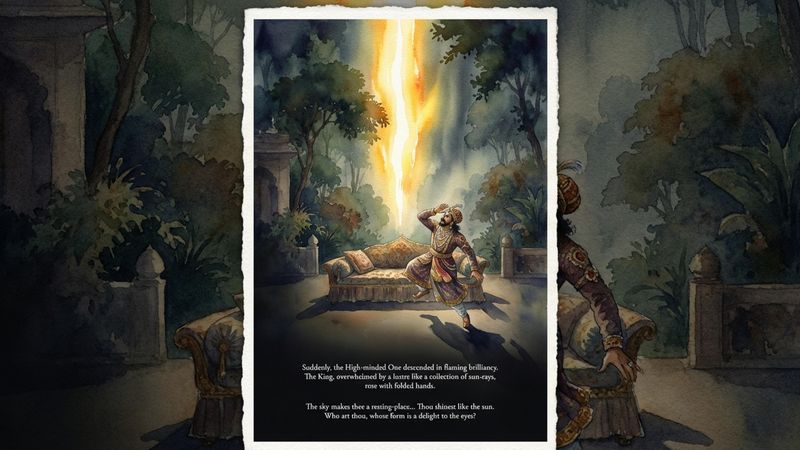 Suddenly, the High-minded One descended in flaming brilliancy.
The King, overwhelmed by a lustre like a collection of sun-rays,
rose with folded hands.
The sky makes thee a resting-place... Thou shinest like the sun.
Who art thou, whose form is a delight to the eyes?